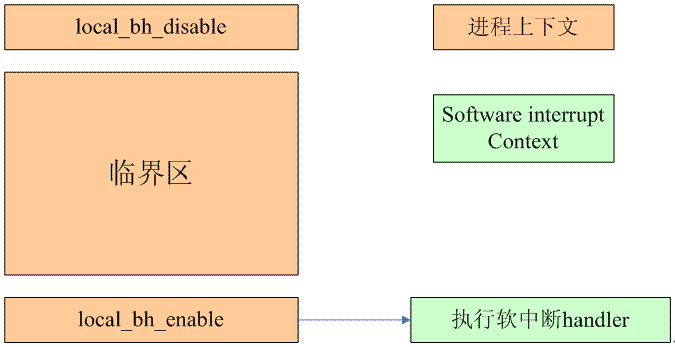 local_bh_disable
进程上下文
Software interrupt
Context
临界区
local_bh_enable
执行软中断handler